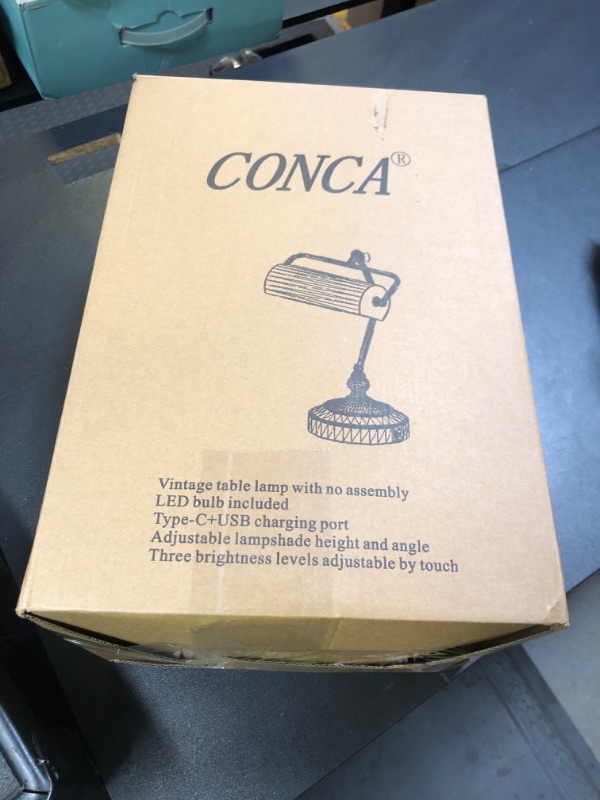 CONCA®
Vintage table lamp with no assembly
LED bulb included
Type-C+USB charging port
Adjustable lampshade height and angle
Three brightness levels adjustable by touch